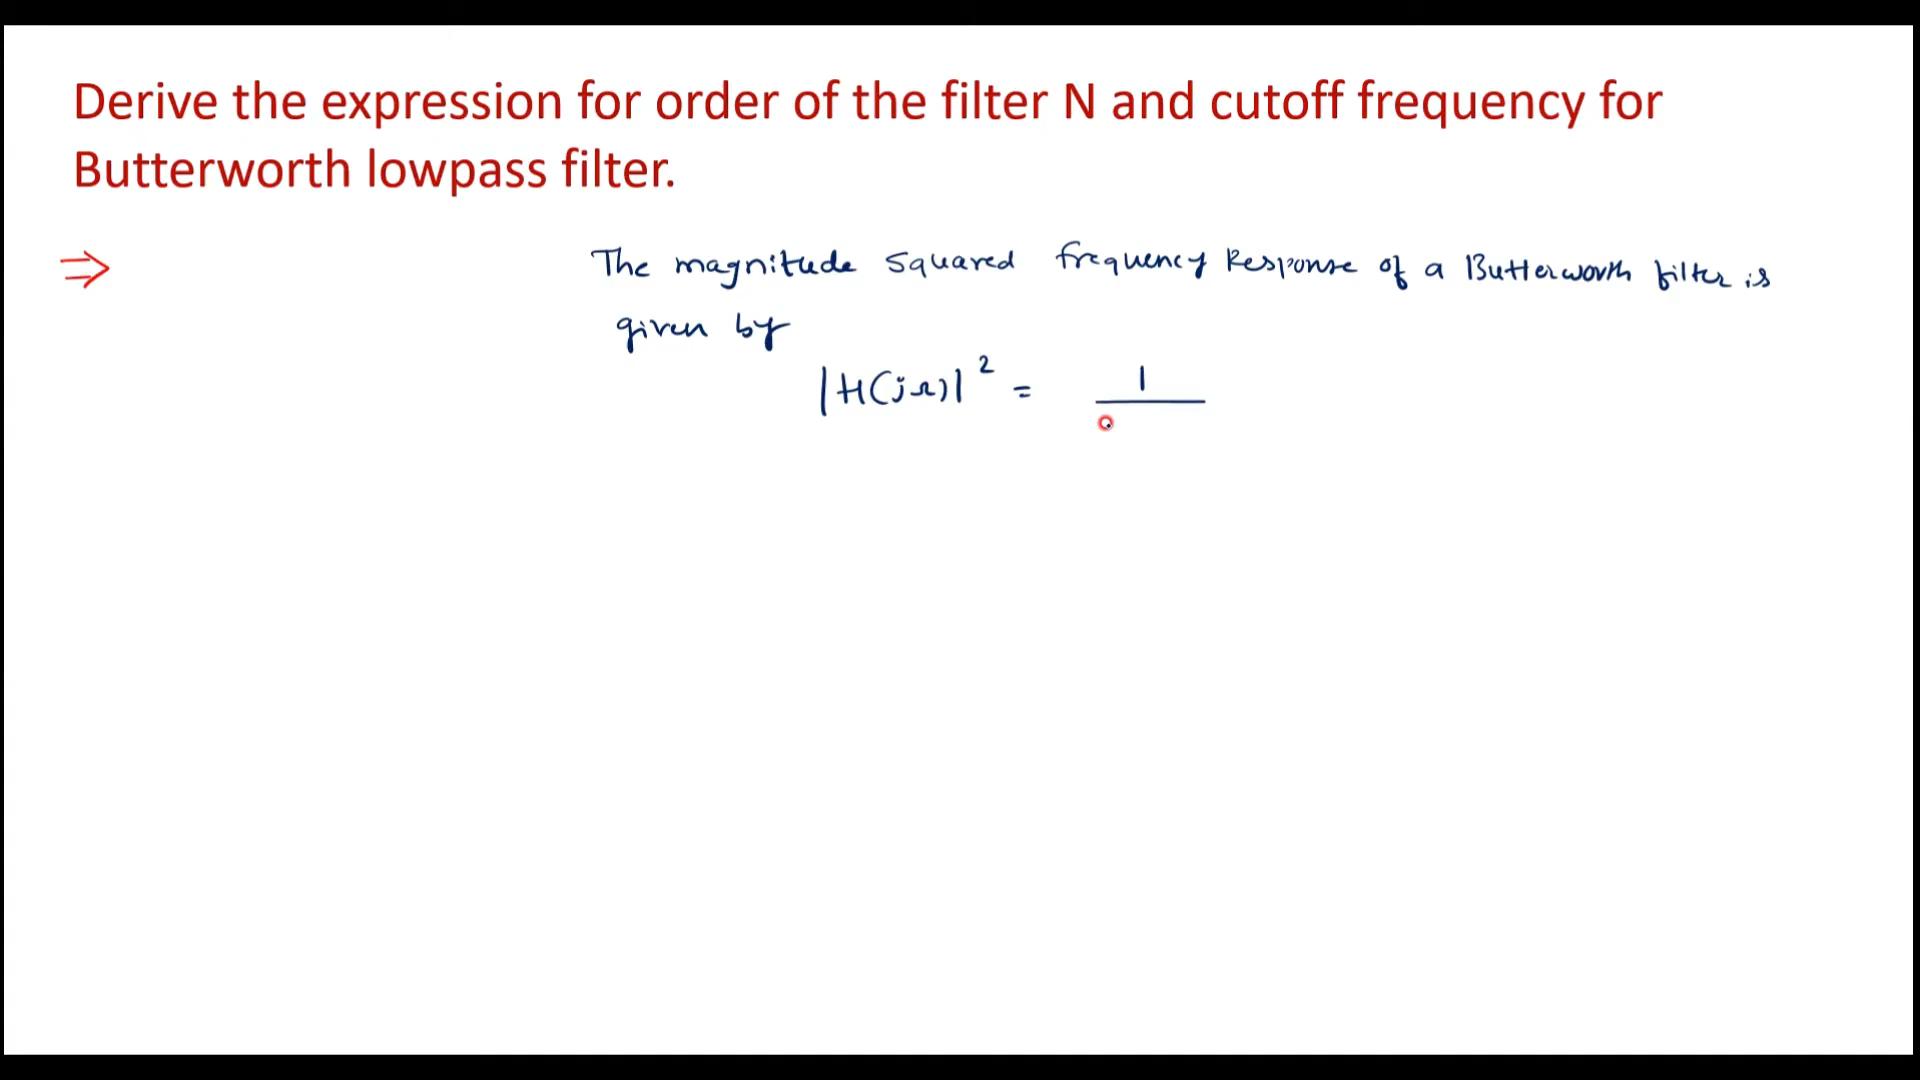 Derive the expression for order of the filter N and cutoff frequency for
Butterworth lowpass filter.
⇒ The magnitude squared frequency Response of a Butterworth filter is
given by
|H(jΩ)|² = 1/